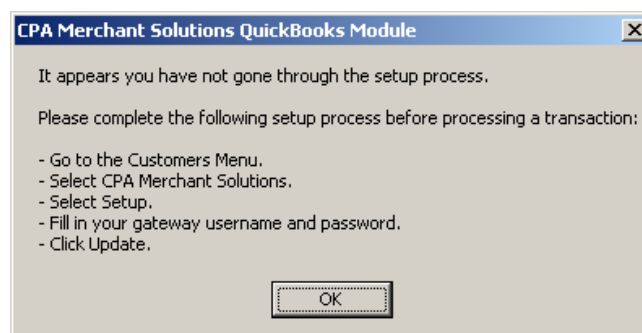 CPA Merchant Solutions QuickBooks Module
It appears you have not gone through the setup process.
Please complete the following setup process before processing a transaction:
- Go to the Customers Menu.
- Select CPA Merchant Solutions.
- Select Setup.
- Fill in your gateway username and password.
- Click Update.
OK